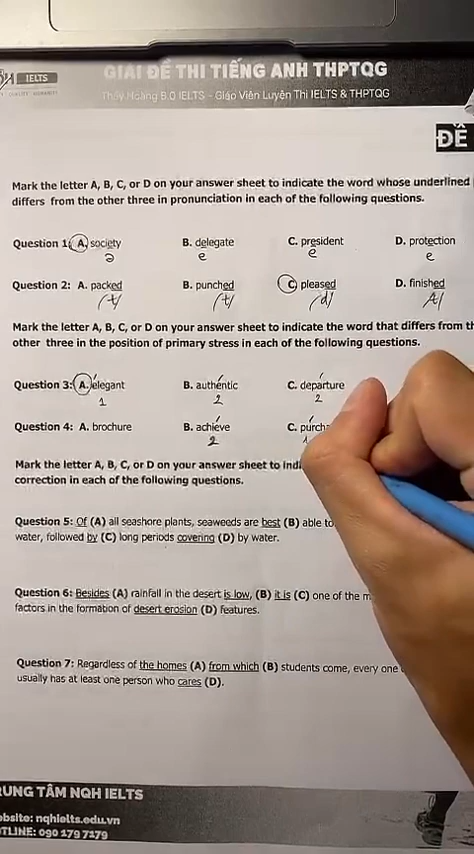 IELTS
GIẢI ĐỀ THI TIẾNG ANH THPTQG
Thầy Hoàng 8.0 IELTS - Giáo Viên Luyện Thi IELTS & THPTQG
ĐỀ
Mark the letter A, B, C, or D on your answer sheet to indicate the word whose underlined
differs from the other three in pronunciation in each of the following questions.
Question 1: A. society B. delegate C. president D. protection
ə e e e
Question 2: A. packed B. punched C. pleased D. finished
/t/ /t/ /d/ /t/
Mark the letter A, B, C, or D on your answer sheet to indicate the word that differs from
other three in the position of primary stress in each of the following questions.
Question 3: A. elegant B. authentic C. departure
1 2 2
Question 4: A. brochure B. achieve C.
2
Mark the letter A, B, C, or D on your answer sheet to
correction in each of the following questions.
Question 5: Of (A) all seashore plants, seaweeds are best (B) able to
water, followed by (C) long periods covering (D) by water.
Question 6: Besides (A) rainfall in the desert is low, (B) it is (C) one of the
factors in the formation of desert erosion (D) features.
Question 7: Regardless of the homes (A) from which (B) students come, every one
usually has at least one person who cares (D).
TÂM NQH IELTS
nqhielts.edu.vn
090 179 7179